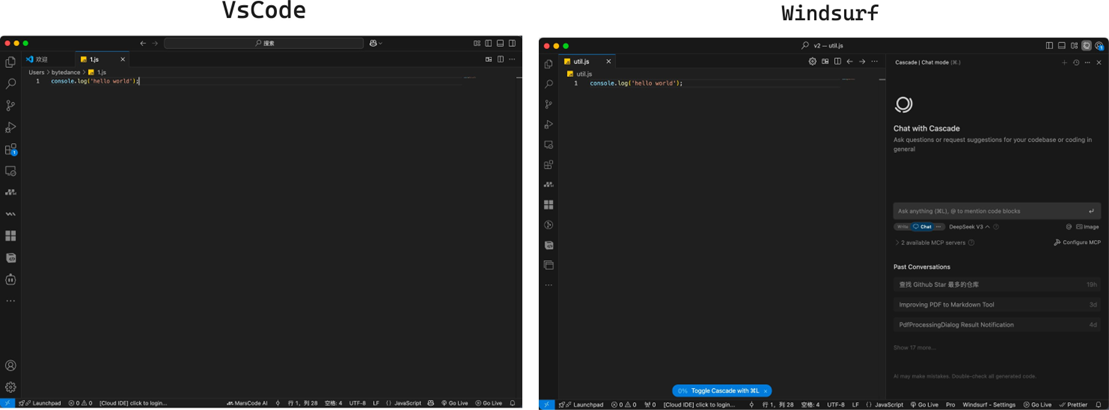 VsCode
搜索
欢迎
1.js
Users > bytedance > 1.js
1 console.log('hello world');
1
Launchpad 0 0 [Cloud IDE] click to login... MarsCode AI 行 1, 列 28 空格: 4 UTF-8 LF {} JavaScript Go Live Go Live
Windsurf
v2 — util.js
util.js
util.js
1 console.log('hello world');
Cascade | Chat mode (⌘.)
Chat with Cascade
Ask questions or request suggestions for your codebase or coding in
general
Ask anything (⌘L), @ to mention code blocks
Write Chat DeepSeek V3 Image
> 2 available MCP servers Configure MCP
Past Conversations
查找 Github Star 最多的仓库 19h
Improving PDF to Markdown Tool 3d
PdfProcessingDialog Result Notification 4d
Show 17 more...
AI may make mistakes. Double-check all generated code.
0% Toggle Cascade with ⌘L ×
Launchpad 0 0 0 [Cloud IDE] click to login... 行 1, 列 28 空格: 4 UTF-8 LF {} JavaScript Go Live Pro Windsurf - Settings Go Live Prettier